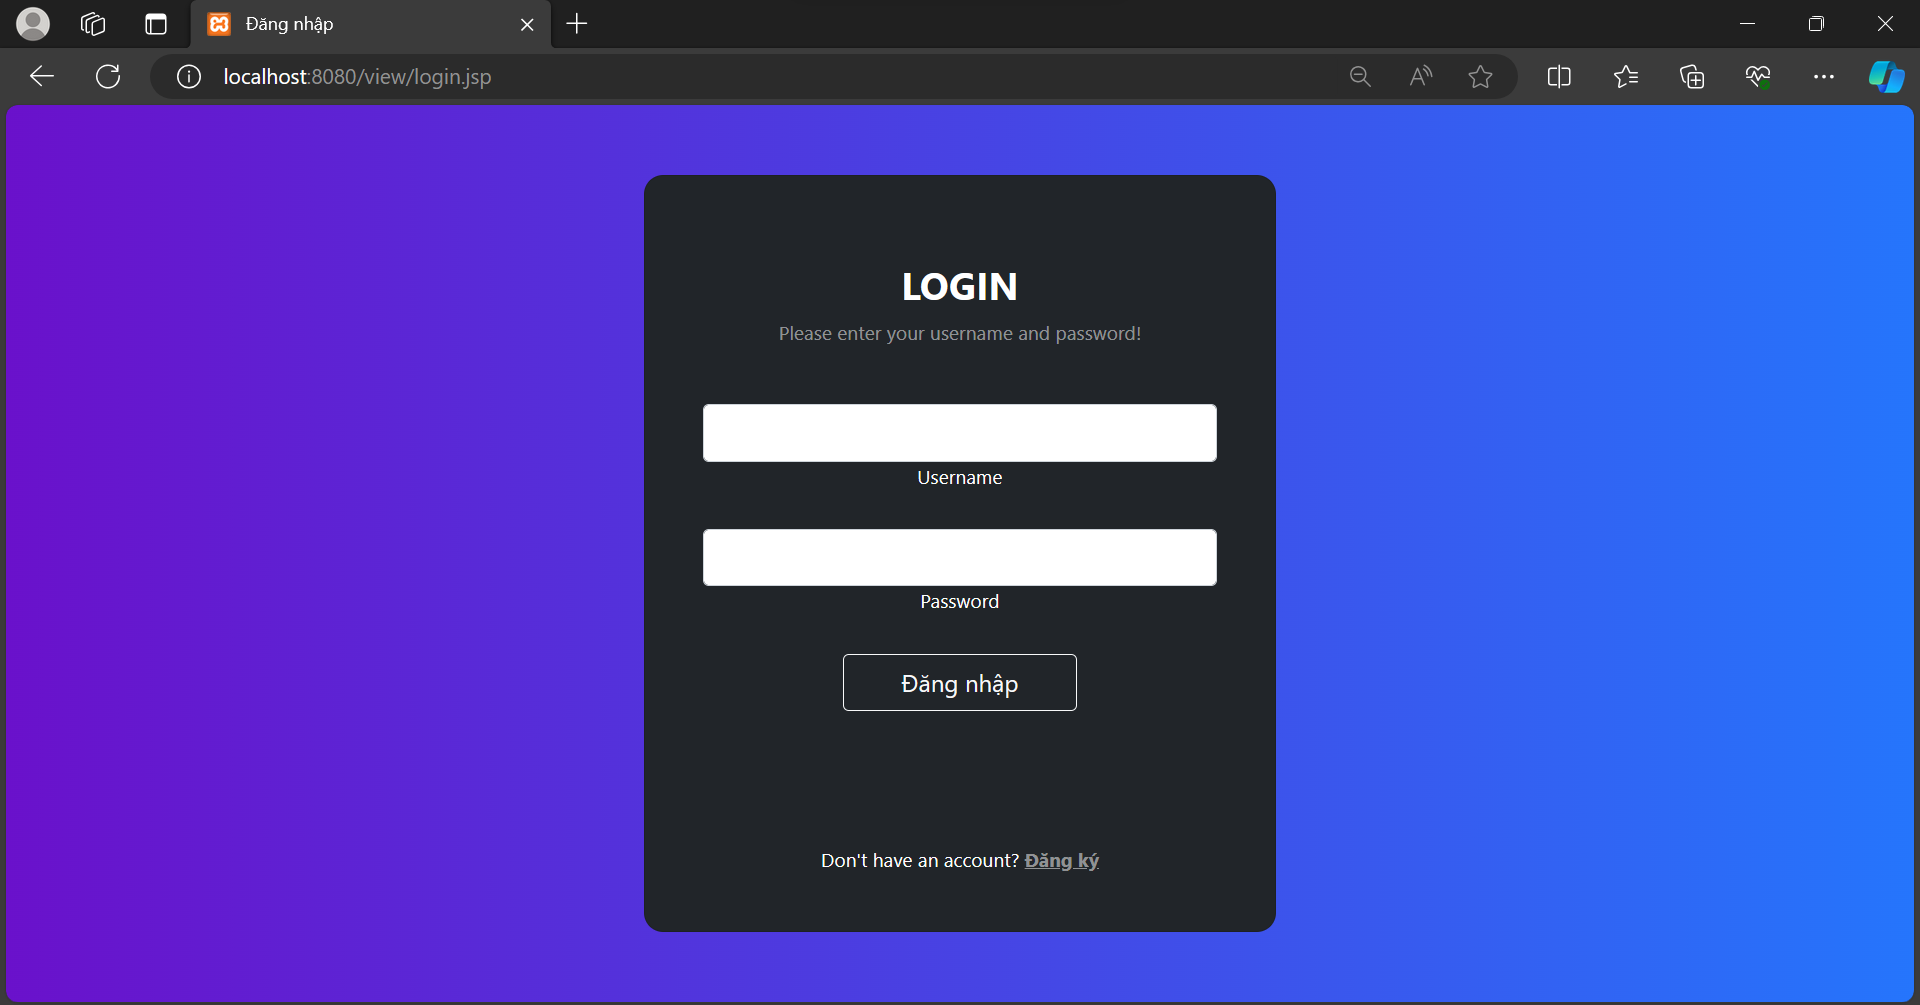 Đăng nhập
localhost:8080/view/login.jsp
LOGIN
Please enter your username and password!
Username
Password
Đăng nhập
Don't have an account? Đăng ký